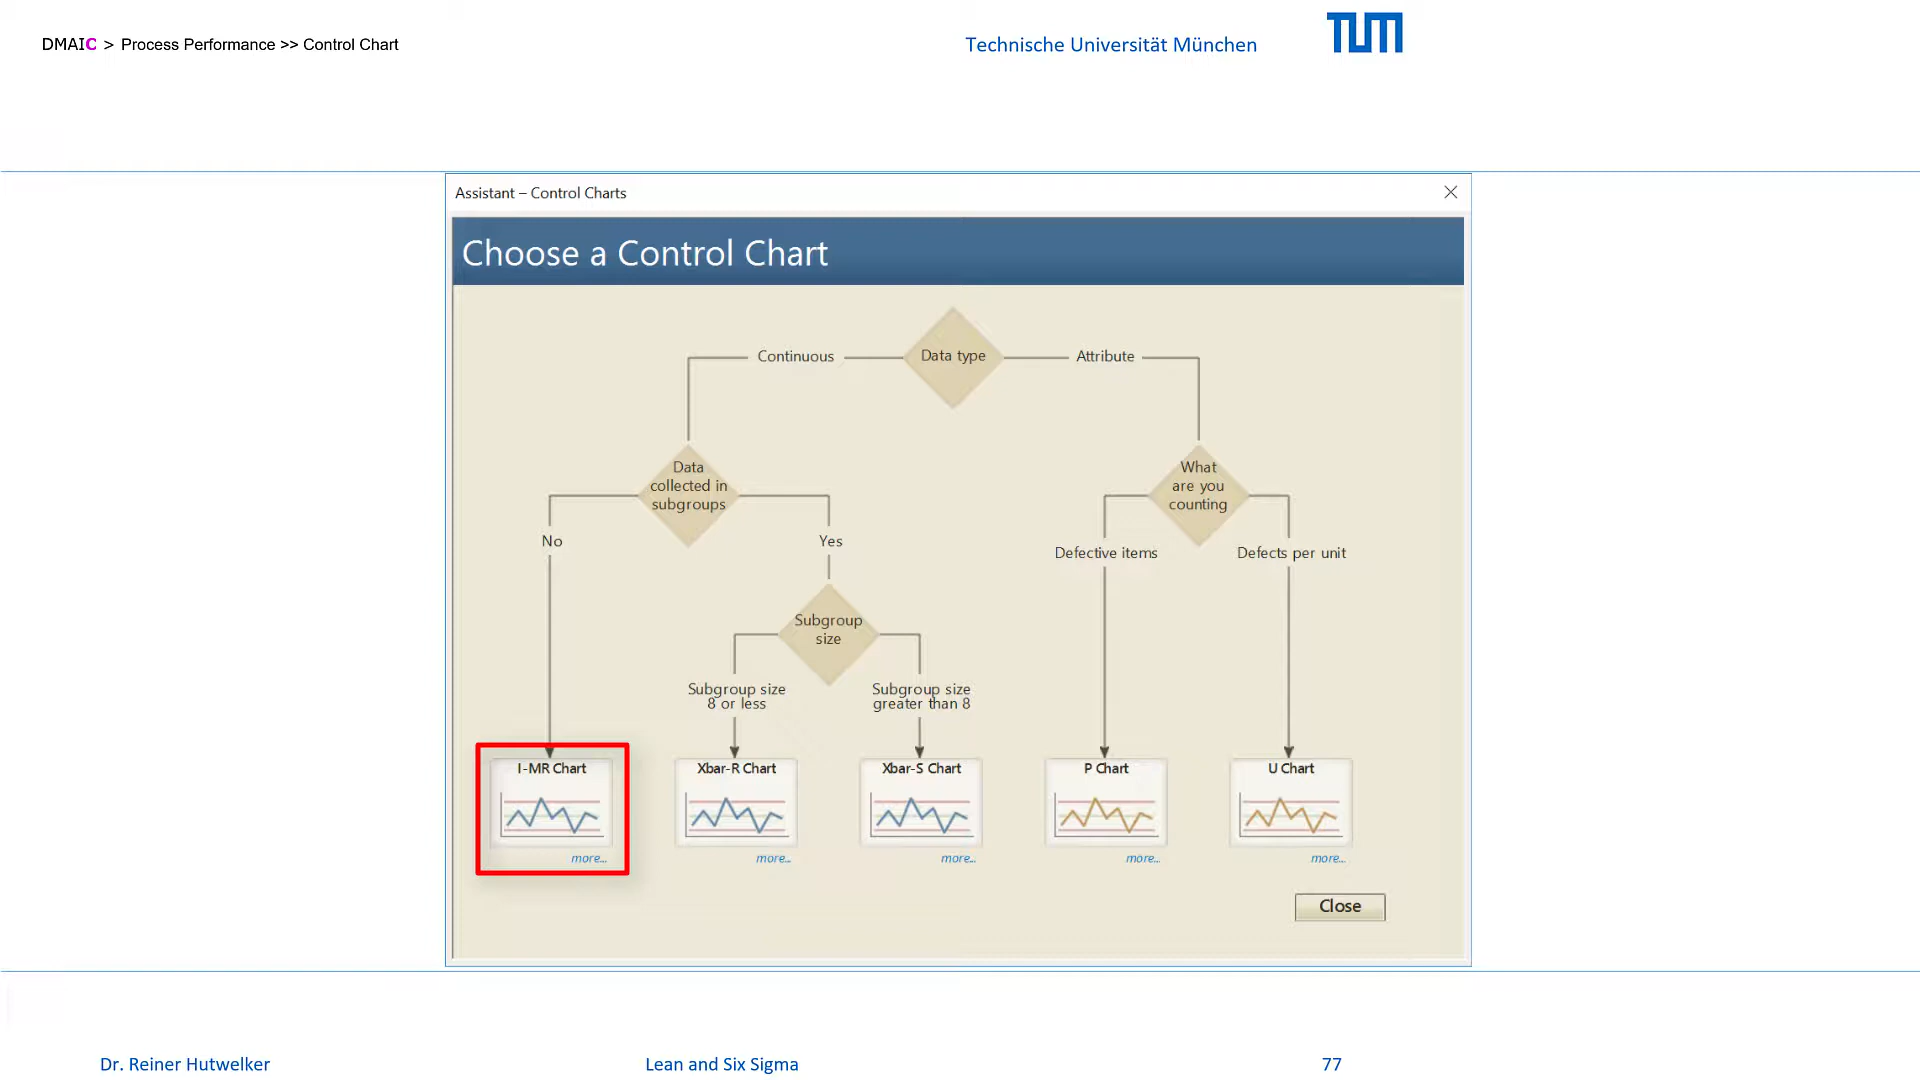 DMAIC > Process Performance >> Control Chart
Technische Universität München
TUM
Assistant – Control Charts
Choose a Control Chart
Continuous
Data type
Attribute
Data
collected in
subgroups
What
are you
counting
No
Yes
Defective items
Defects per unit
Subgroup
size
Subgroup size
8 or less
Subgroup size
greater than 8
I-MR Chart
Xbar-R Chart
Xbar-S Chart
P Chart
U Chart
more...
more...
more...
more...
more...
Close
Dr. Reiner Hutwelker
Lean and Six Sigma
77